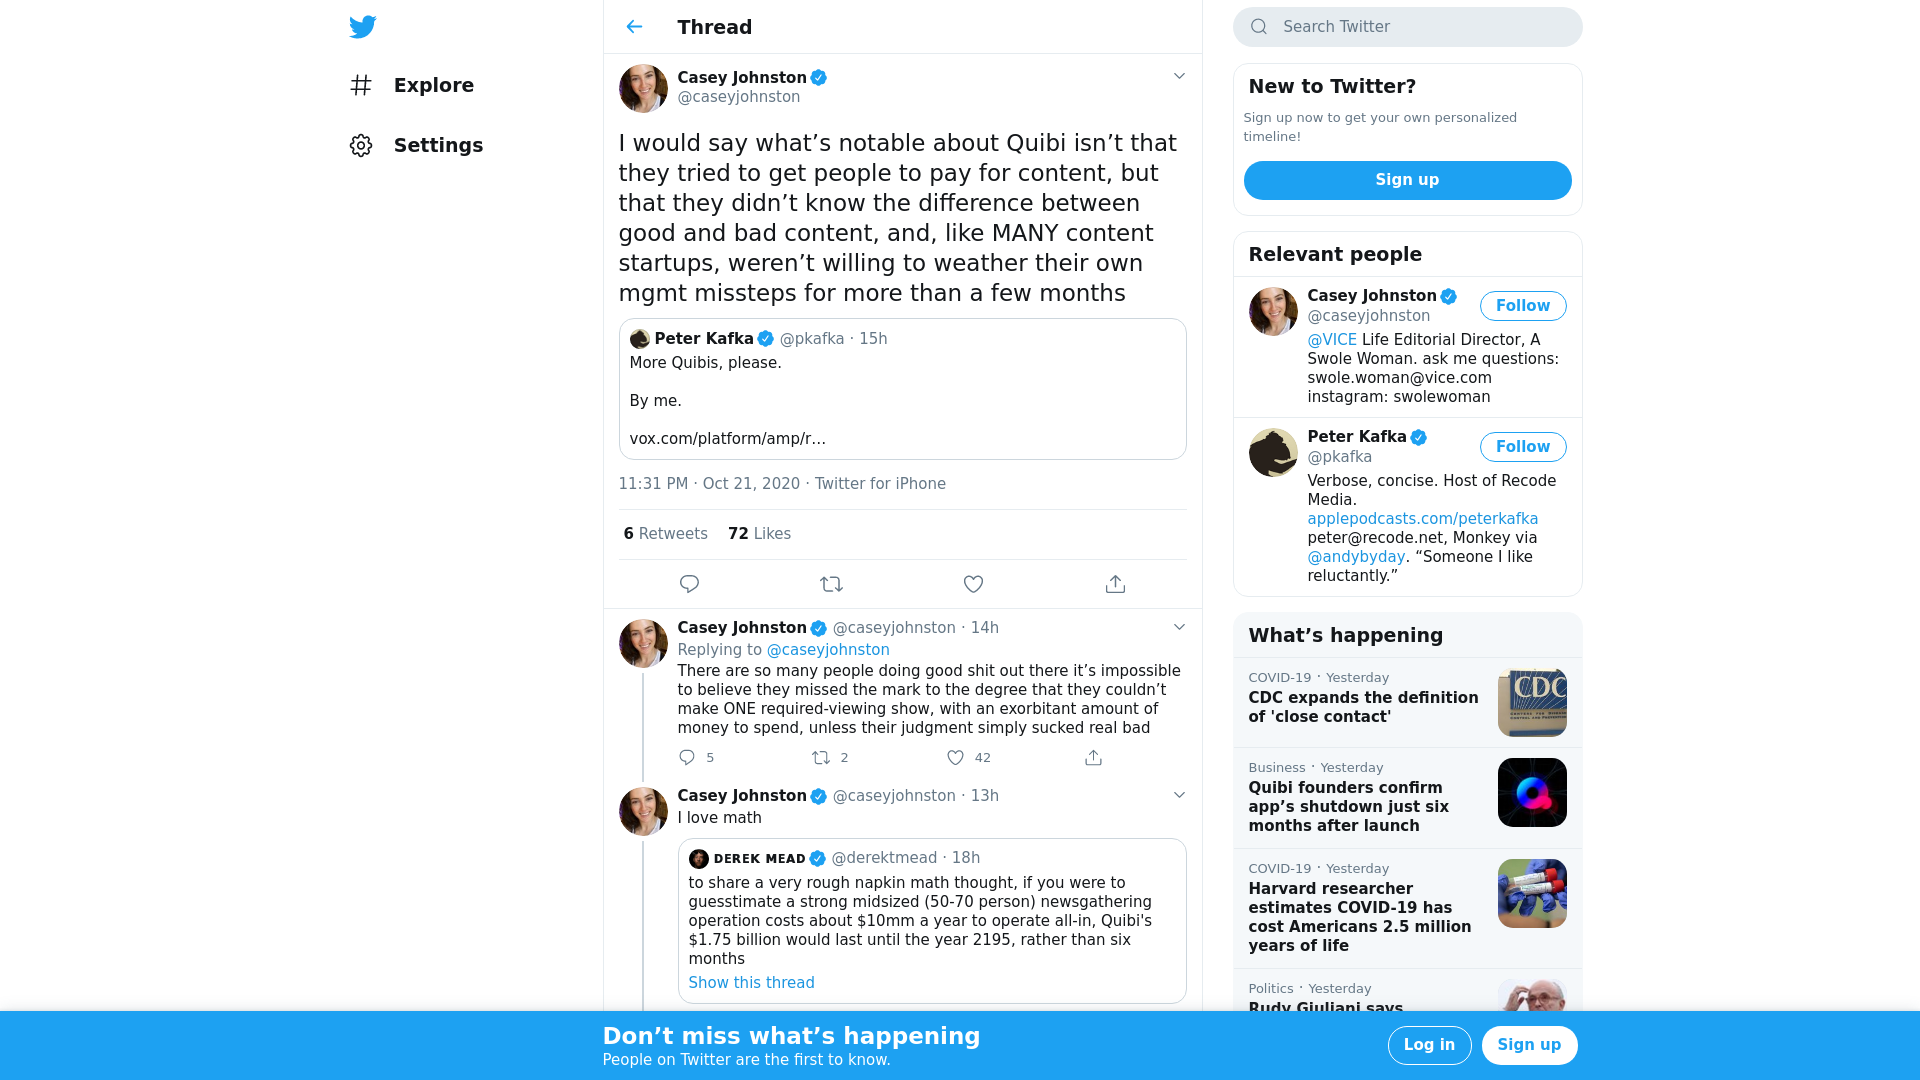 Explore
Settings
Thread
Casey Johnston
@caseyjohnston
I would say what’s notable about Quibi isn’t that
they tried to get people to pay for content, but
that they didn’t know the difference between
good and bad content, and, like MANY content
startups, weren’t willing to weather their own
mgmt missteps for more than a few months
Peter Kafka @pkafka · 15h
More Quibis, please.
By me.
vox.com/platform/amp/r…
11:31 PM · Oct 21, 2020 · Twitter for iPhone
6 Retweets 72 Likes
Casey Johnston @caseyjohnston · 14h
Replying to @caseyjohnston
There are so many people doing good shit out there it’s impossible
to believe they missed the mark to the degree that they couldn’t
make ONE required-viewing show, with an exorbitant amount of
money to spend, unless their judgment simply sucked real bad
5 2 42
Casey Johnston @caseyjohnston · 13h
I love math
DEREK MEAD @derektmead · 18h
to share a very rough napkin math thought, if you were to
guesstimate a strong midsized (50-70 person) newsgathering
operation costs about $10mm a year to operate all-in, Quibi's
$1.75 billion would last until the year 2195, rather than six
months
Show this thread
Search Twitter
New to Twitter?
Sign up now to get your own personalized
timeline!
Sign up
Relevant people
Casey Johnston
@caseyjohnston
Follow
@VICE Life Editorial Director, A
Swole Woman. ask me questions:
swole.woman@vice.com
instagram: swolewoman
Peter Kafka
@pkafka
Follow
Verbose, concise. Host of Recode
Media.
applepodcasts.com/peterkafka
peter@recode.net, Monkey via
@andybyday. “Someone I like
reluctantly.”
What’s happening
COVID-19 · Yesterday
CDC expands the definition
of 'close contact'
CDC
Business · Yesterday
Quibi founders confirm
app’s shutdown just six
months after launch
COVID-19 · Yesterday
Harvard researcher
estimates COVID-19 has
cost Americans 2.5 million
years of life
Politics · Yesterday
Rudy Giuliani says
Don’t miss what’s happening
People on Twitter are the first to know.
Log in
Sign up